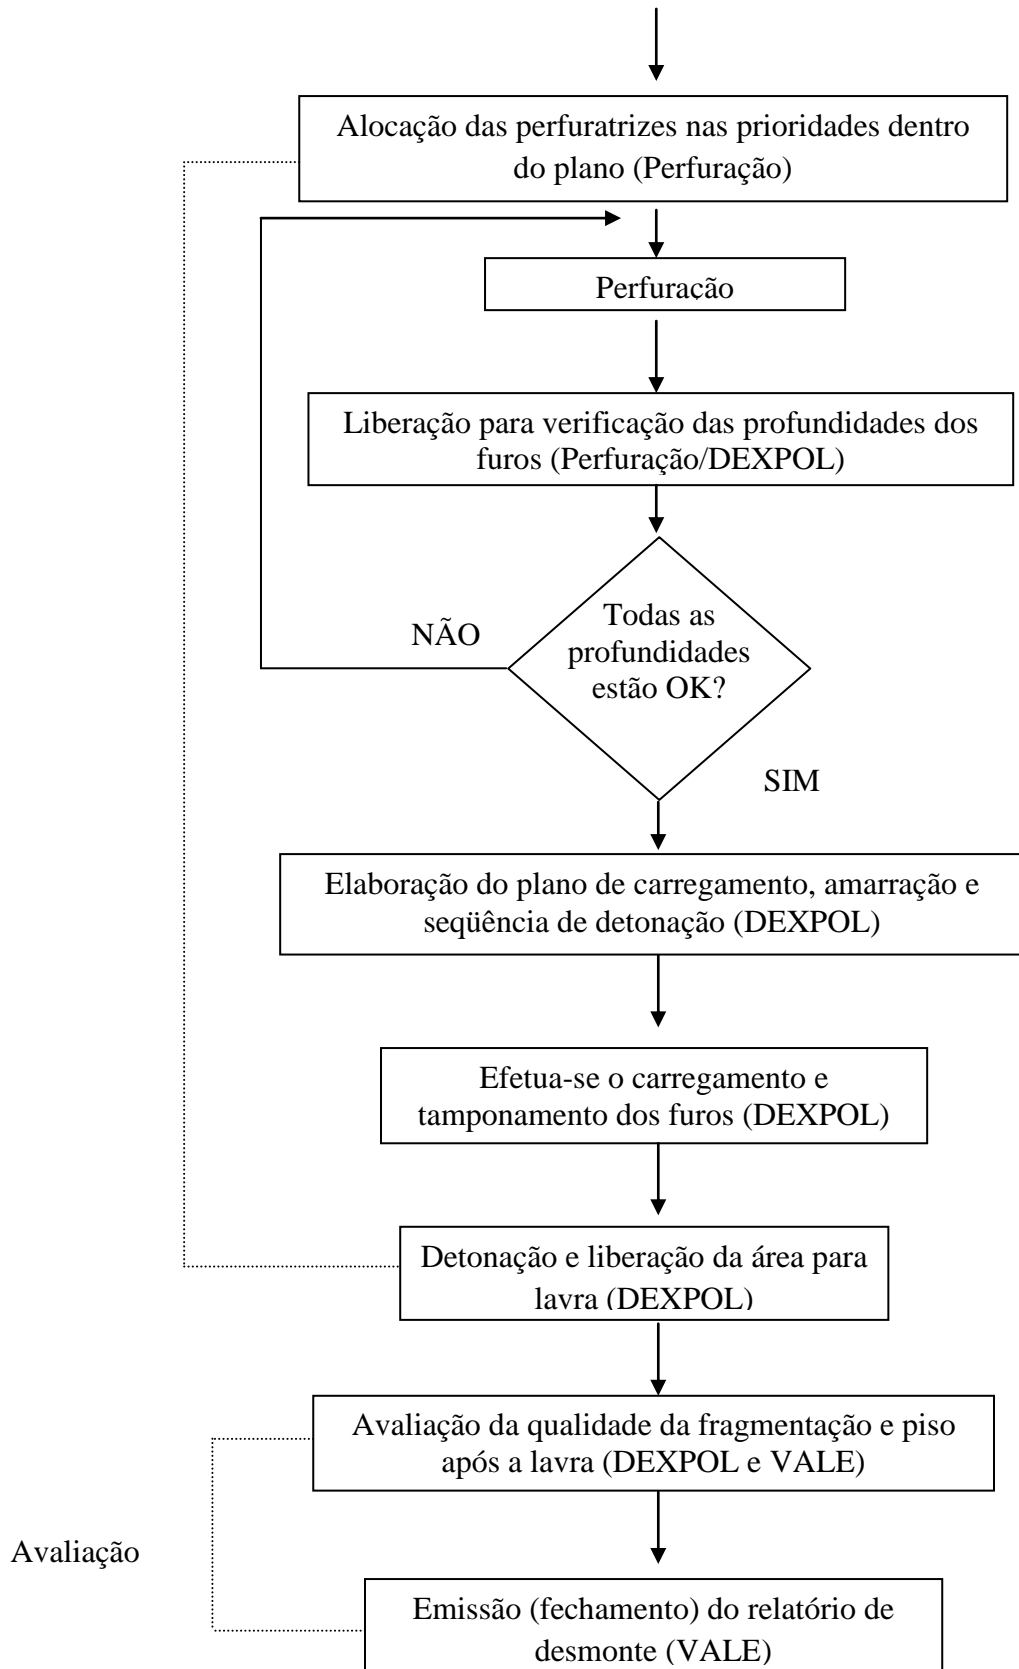 Alocação das perfuratrizes nas prioridades dentro
do plano (Perfuração)
Perfuração
Liberação para verificação das profundidades dos
furos (Perfuração/DEXPOL)
Todas as
profundidades
estão OK?
NÃO
SIM
Elaboração do plano de carregamento, amarração e
seqüência de detonação (DEXPOL)
Efetua-se o carregamento e
tamponamento dos furos (DEXPOL)
Detonação e liberação da área para
lavra (DEXPOL)
Avaliação da qualidade da fragmentação e piso
após a lavra (DEXPOL e VALE)
Avaliação
Emissão (fechamento) do relatório de
desmonte (VALE)